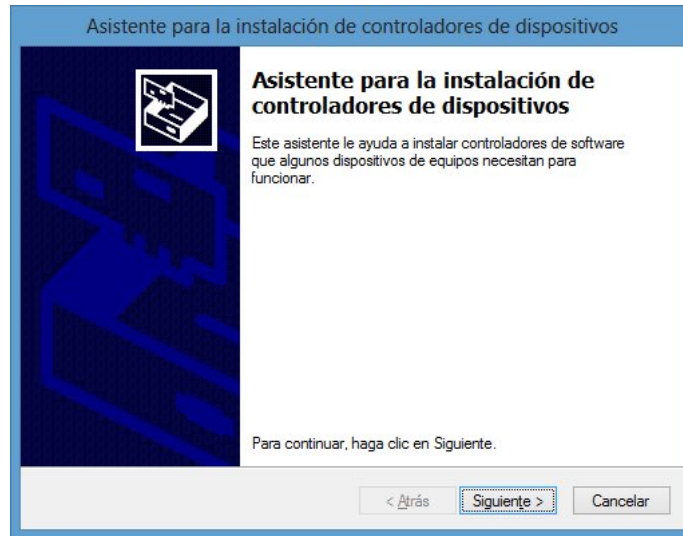 Asistente para la instalación de controladores de dispositivos
Asistente para la instalación de
controladores de dispositivos
Este asistente le ayuda a instalar controladores de software
que algunos dispositivos de equipos necesitan para
funcionar.
Para continuar, haga clic en Siguiente.
< Atrás Siguiente > Cancelar